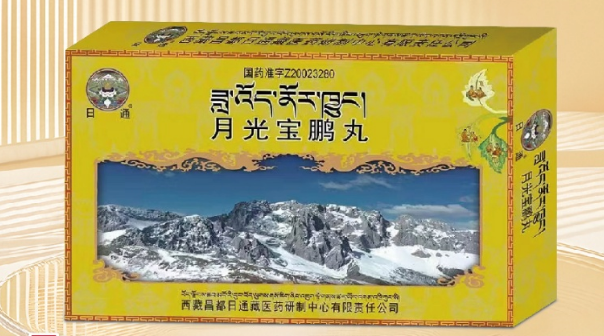 国药准字Z20023280
ཟླ་འོད་ནོར་ཁྱུང།
日通
月光宝鹏丸
西藏昌都日通藏医药研制中心有限责任公司
ཟླ་འོད་ནོར་ཁྱུང།
月光宝鹏丸